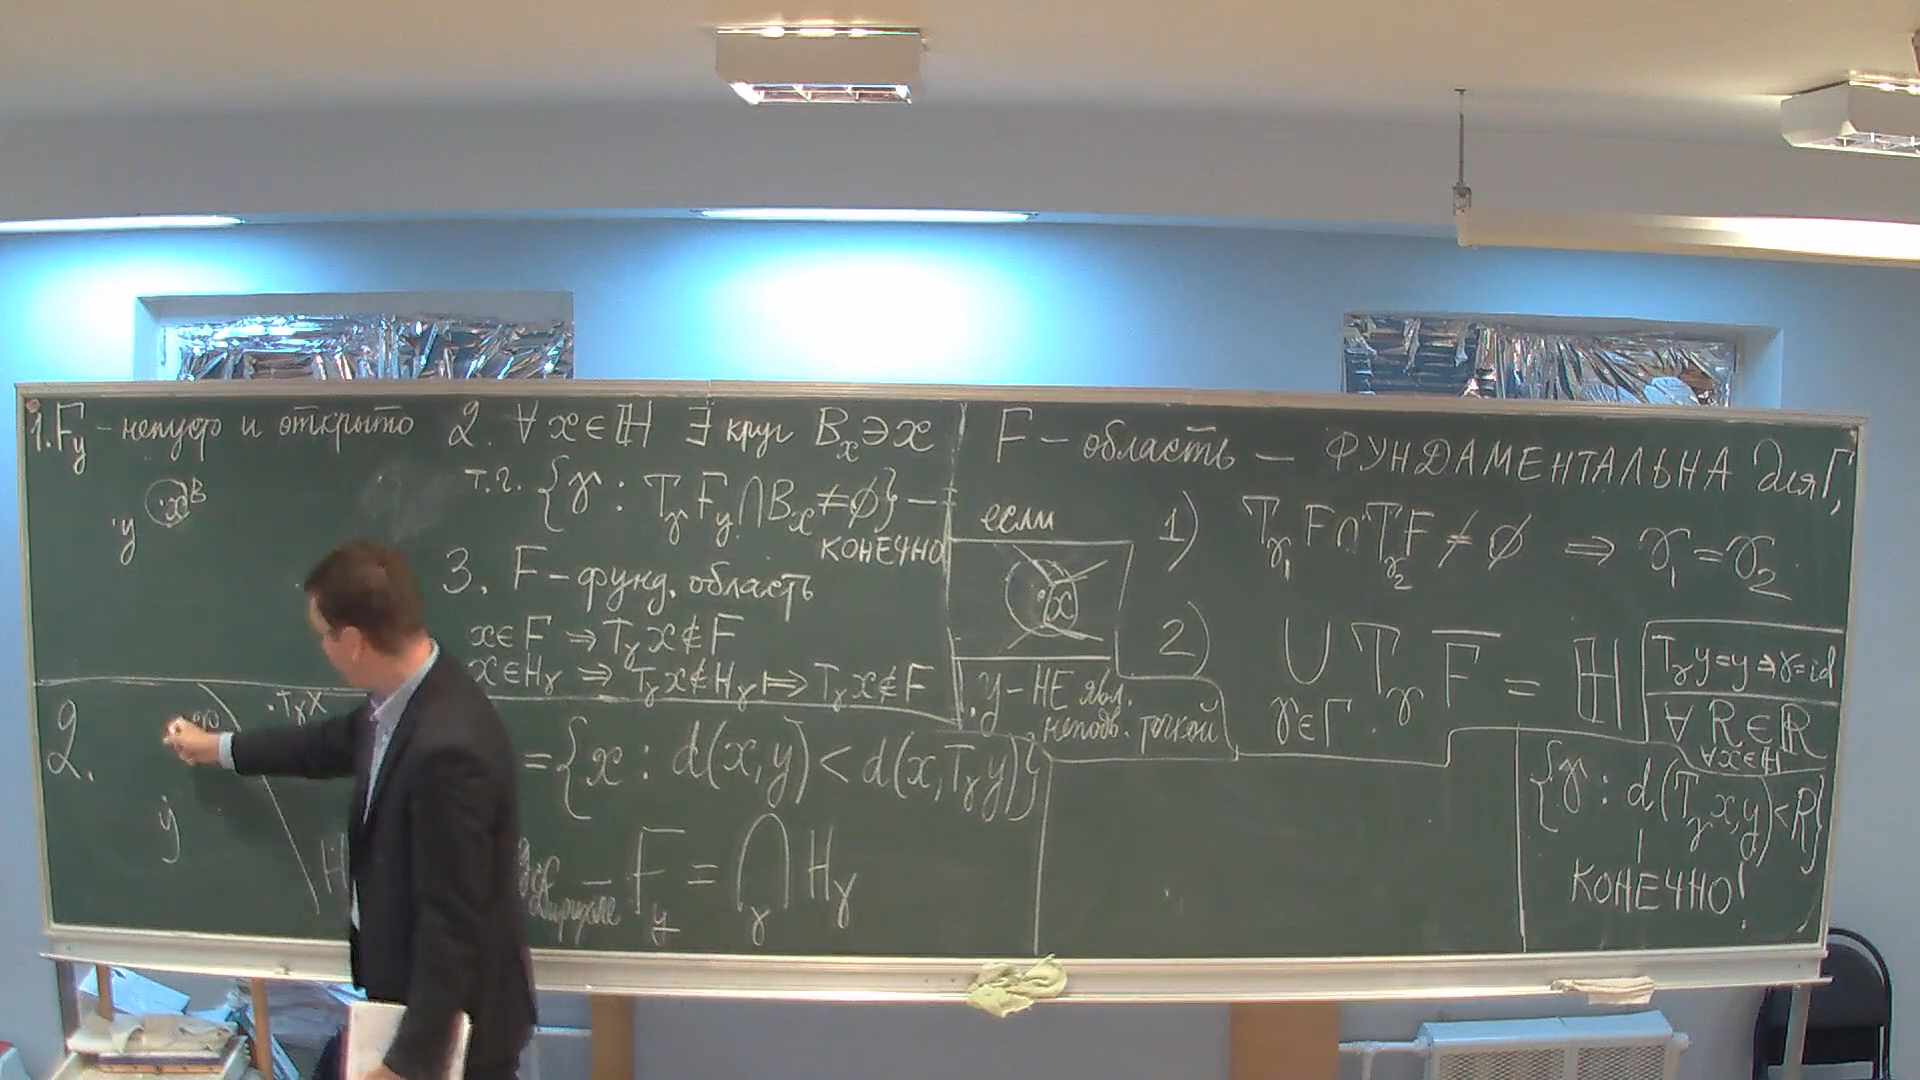 1. F_y – непусто и открыто
·y ·x B
2. ∀ x ∈ ℍ ∃ круг B_x ∋ x
т.ч. {γ : T_γ F_y ∩ B_x ≠ ∅} –
КОНЕЧНО
3. F – фунд. область
x ∈ F ⇒ T_γ x ∉ F
x ∈ H_γ ⇒ T_γ x ∉ H_γ ⇒ T_γ x ∉ F
2.
· T_γ x
y
H
= {x : d(x,y) < d(x,T_γ y)}
Дирихле – F_y = ⋂_γ H_γ
F – область – ФУНДАМЕНТАЛЬНА для Γ,
если
1) T_γ₁ F ∩ T_γ₂ F ≠ ∅ ⇒ γ₁ = γ₂
x
2) ⋃_{γ∈Γ} T_γ F̅ = ℍ
y – НЕ явл.
неподв. точкой
T_γ y = y ⇒ γ = id
∀ R ∈ ℝ
∀ x ∈ ℍ
{γ : d(T_γ x, y) < R}
КОНЕЧНО!